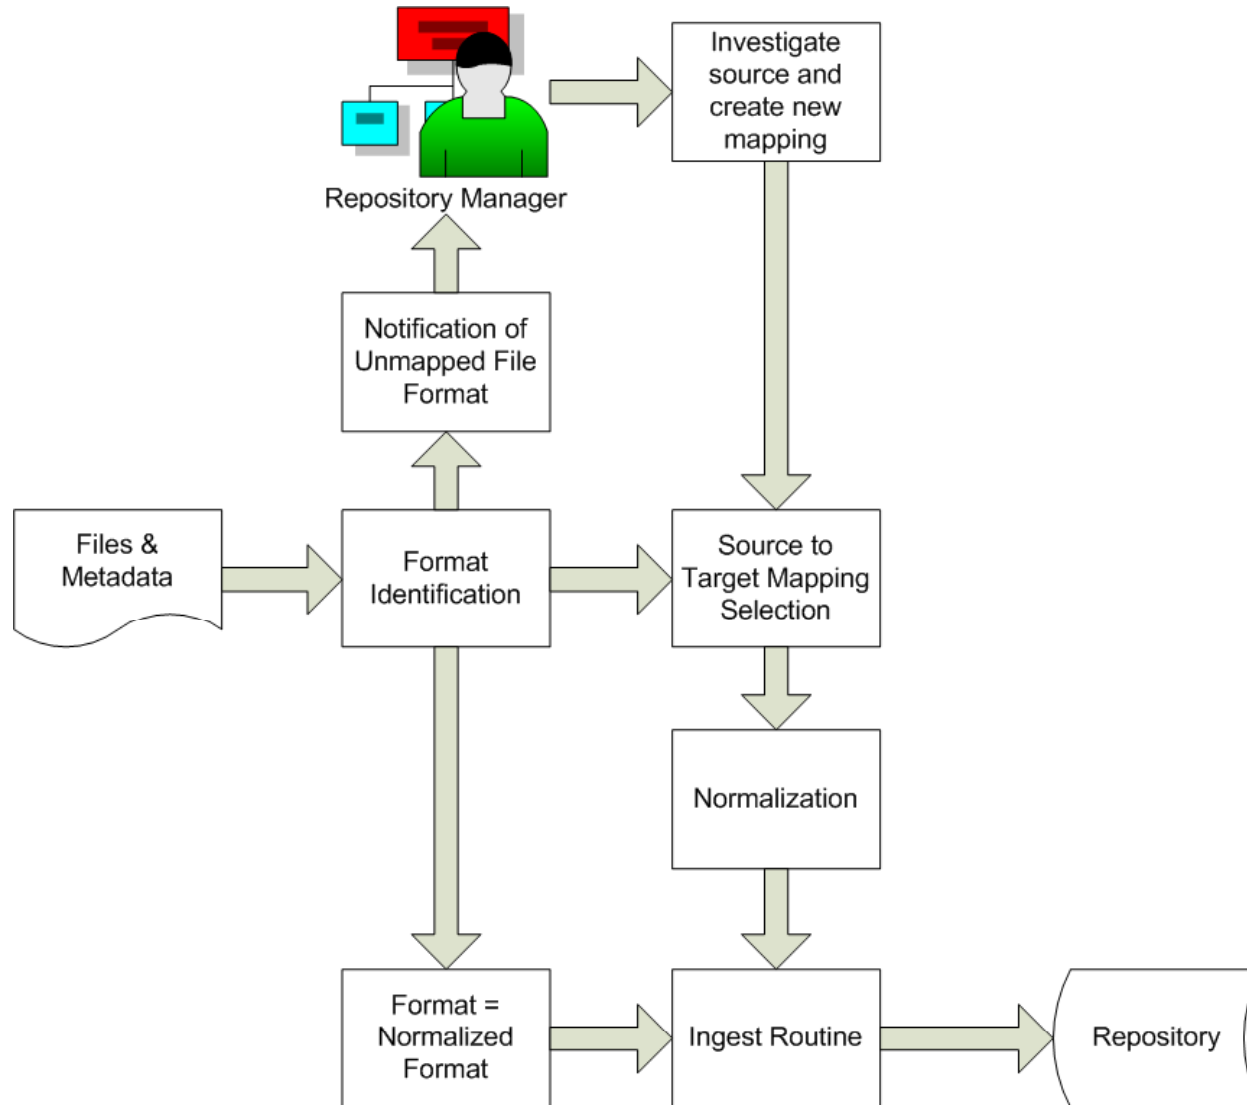 Investigate
source and
create new
mapping
Repository Manager
Notification of
Unmapped File
Format
Files &
Metadata
Format
Identification
Source to
Target Mapping
Selection
Normalization
Format =
Normalized
Format
Ingest Routine
Repository